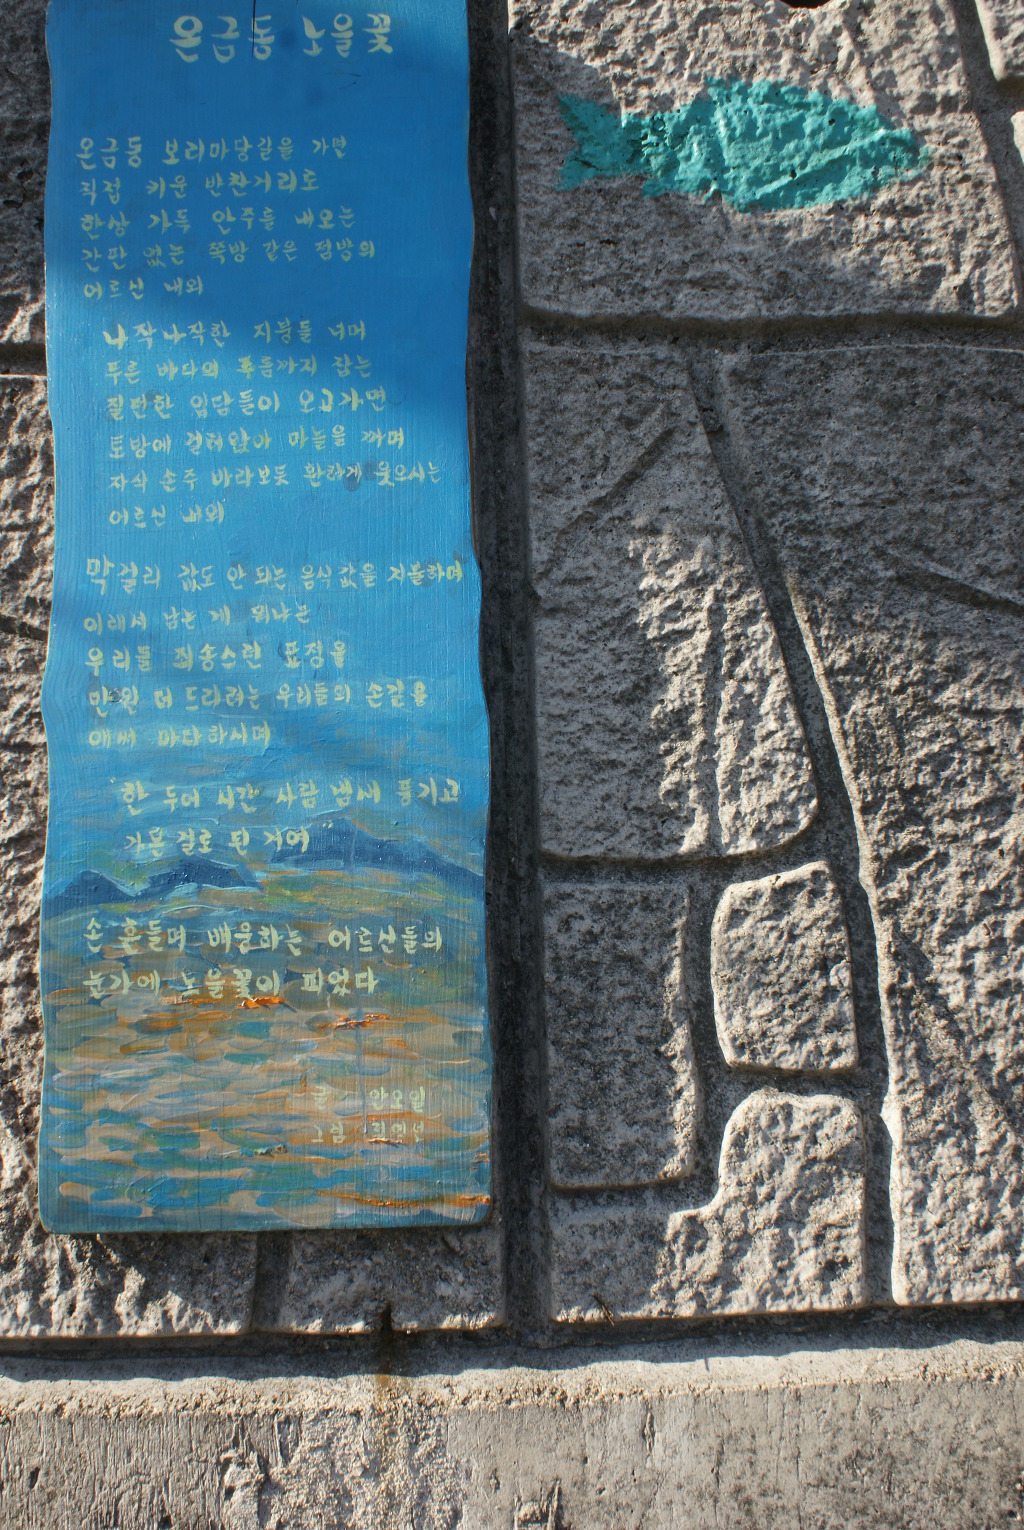 온금동 노을꽃
온금동 보리마당길을 가면
직접 키운 반찬거리로
한상 가득 안주를 내오는
간판 없는 쪽방 같은 점방의
어르신 내외
나작나작한 지붕들 너머
푸른 바다의 푸름까지 잡는
질펀한 입담들이 오고가면
토방에 걸터앉아 마늘을 까며
자식 손주 바라보듯 환하게 웃으시는
어르신 내외
막걸리 값도 안 되는 음식값을 지불하며
이래서 남는 게 뭐냐는
우리들 죄송스런 표정을
만원 더 드리려는 우리들의 손길을
애써 마다하시며
"한 두어 시간 사람 냄새 풍기고
가믄 걸로 된 거여"
손 흔들며 배웅하는 어르신들의
눈가에 노을꽃이 피었다
글 안오일
그림